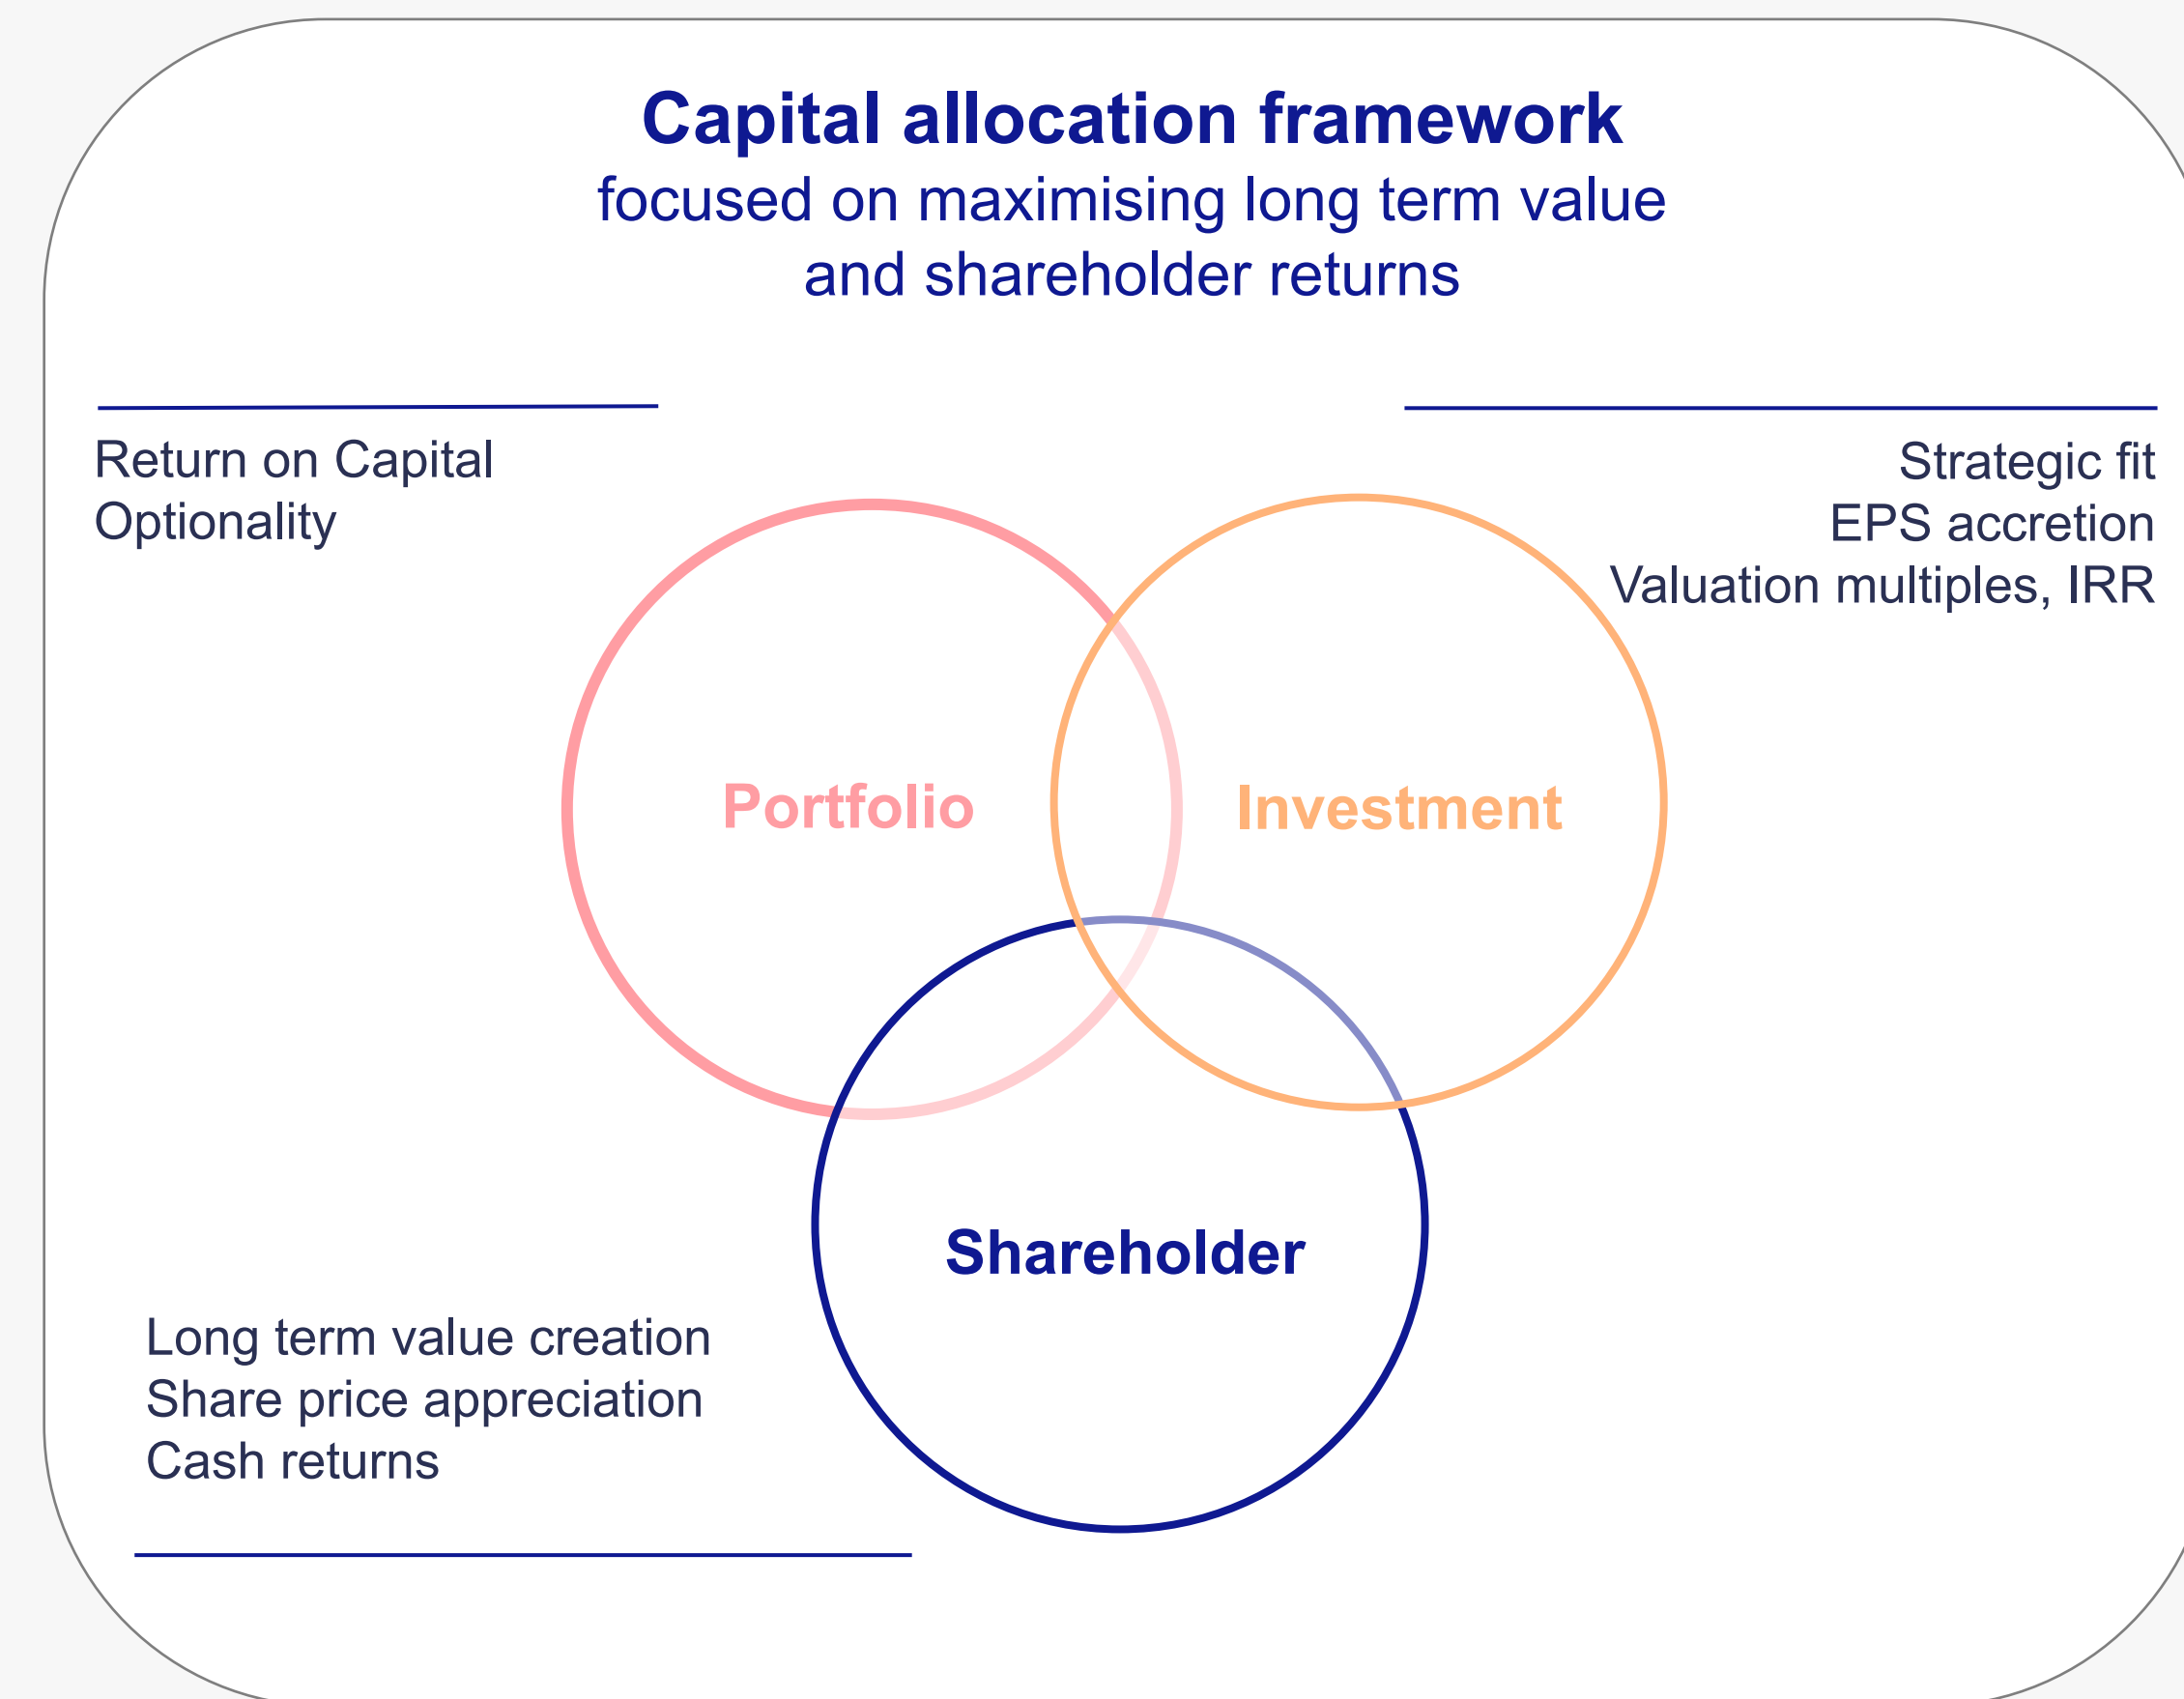 Capital allocation framework
focused on maximising long term value
and shareholder returns
Return on Capital
Optionality
Strategic fit
EPS accretion
Valuation multiples, IRR
Portfolio
Investment
Shareholder
Long term value creation
Share price appreciation
Cash returns